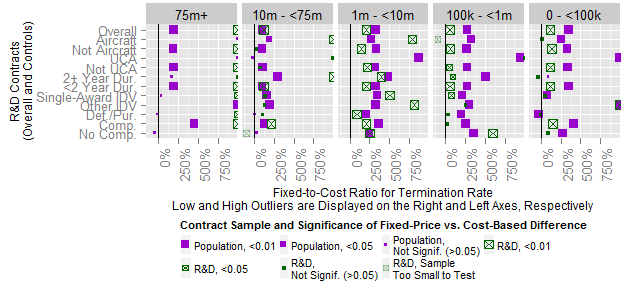 75m+ 10m - <75m 1m - <10m 100k - <1m 0 - <100k
R&D Contracts
(Overall and Controls)
Overall
Aircraft
Not Aircraft
UCA
Not UCA
2+ Year Dur.
<2 Year Dur.
Single-Award IDV
Other IDV
Def./Pur.
Comp.
No Comp.
0% 250% 500% 750% 0% 250% 500% 750% 0% 250% 500% 750% 0% 250% 500% 750% 0% 250% 500% 750%
Fixed-to-Cost Ratio for Termination Rate
Low and High Outliers are Displayed on the Right and Left Axes, Respectively
Contract Sample and Significance of Fixed-Price vs. Cost-Based Difference
Population, <0.01 Population, <0.05 Population, Not Signif. (>0.05) R&D, <0.01
R&D, <0.05 R&D, Not Signif. (>0.05) R&D, Sample Too Small to Test